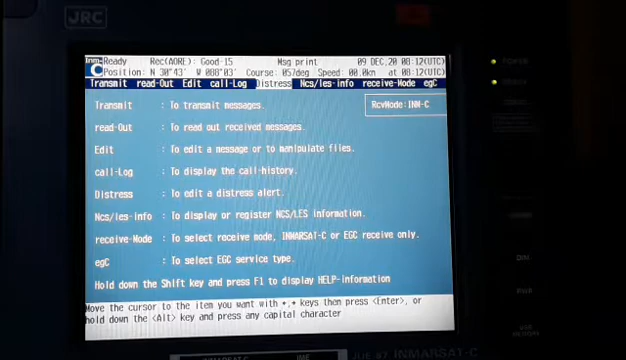 JRC
Inm- Ready Rec(AORE): Good-15 Msg print 09 DEC.20 08:12(UTC)
C Position: N 30°43' W 088°03' Course: 057deg Speed: 00.0kn at 08:12(UTC)
Transmit read-Out Edit call-Log Distress Ncs/les-info receive-Mode egC
RcvMode: INM-C
Transmit : To transmit messages.
read-Out : To read out received messages.
Edit : To edit a message or to manipulate files.
call-Log : To display the call-history.
Distress : To edit a distress alert.
Ncs/les-info : To display or register NCS/LES information.
receive-Mode : To select receive mode, INMARSAT-C or EGC receive only.
egC : To select EGC service type.
Hold down the Shift key and press F1 to display HELP-information
Move the cursor to the item you want with keys then press <Enter>, or
hold down the <Alt> key and press any capital character
POWER
DIM
INMARSAT-C
JUE 87 INMARSAT-C